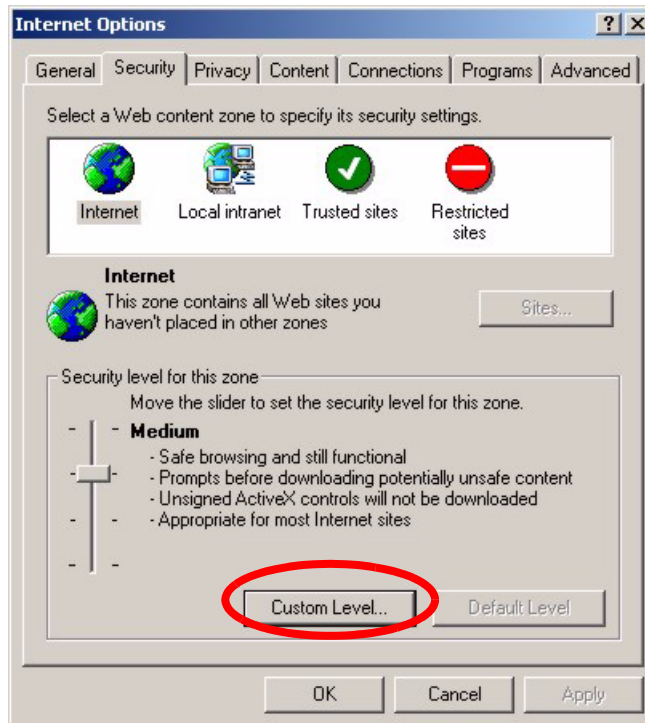 Internet Options
General Security Privacy Content Connections Programs Advanced
Select a Web content zone to specify its security settings.
Internet Local intranet Trusted sites Restricted
sites
Internet
This zone contains all Web sites you
haven't placed in other zones
Sites...
Security level for this zone
Move the slider to set the security level for this zone.
Medium
- Safe browsing and still functional
- Prompts before downloading potentially unsafe content
- Unsigned ActiveX controls will not be downloaded
- Appropriate for most Internet sites
Custom Level... Default Level
OK Cancel Apply